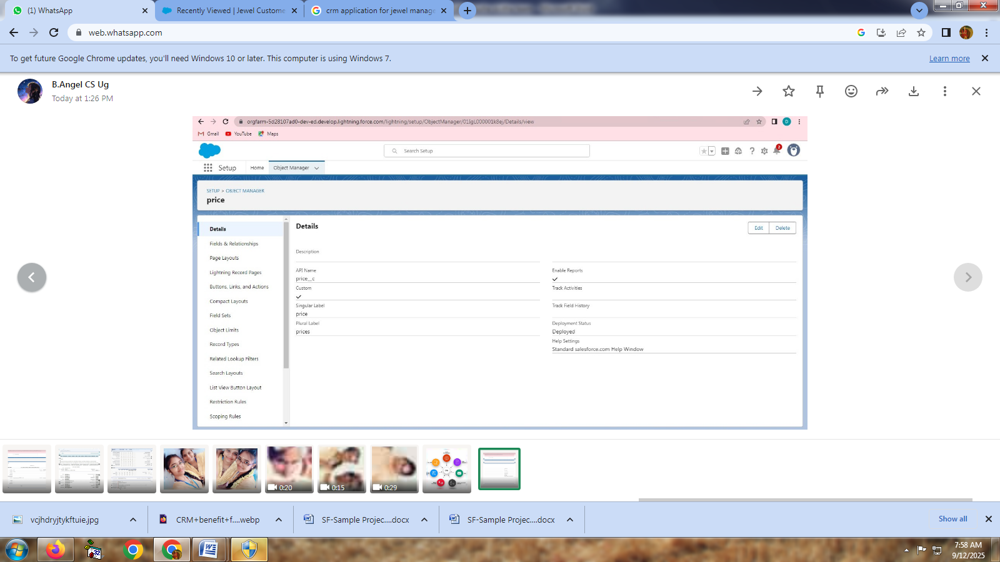 (1) WhatsApp
Recently Viewed | Jewel Custome
crm application for jewel manage
web.whatsapp.com
To get future Google Chrome updates, you'll need Windows 10 or later. This computer is using Windows 7.
Learn more
B.Angel CS Ug
Today at 1:26 PM
orgfarm-5d28107ad0-dev-ed.develop.lightning.force.com/lightning/setup/ObjectManager/01IgL000001k8ej/Details/view
D
Gmail
YouTube
Maps
Search Setup
2
Setup
Home
Object Manager
SETUP > OBJECT MANAGER
price
Details
Fields & Relationships
Page Layouts
Lightning Record Pages
Buttons, Links, and Actions
Compact Layouts
Field Sets
Object Limits
Record Types
Related Lookup Filters
Search Layouts
List View Button Layout
Restriction Rules
Scoping Rules
Details
Edit
Delete
Description
API Name
price__c
Custom
Singular Label
price
Plural Label
prices
Enable Reports
Track Activities
Track Field History
Deployment Status
Deployed
Help Settings
Standard salesforce.com Help Window
0:20
0:15
0:29
vcjhdryjtykftuie.jpg
CRM+benefit+f....webp
SF-Sample Projec....docx
SF-Sample Projec....docx
Show all
32
7:58 AM
9/12/2025